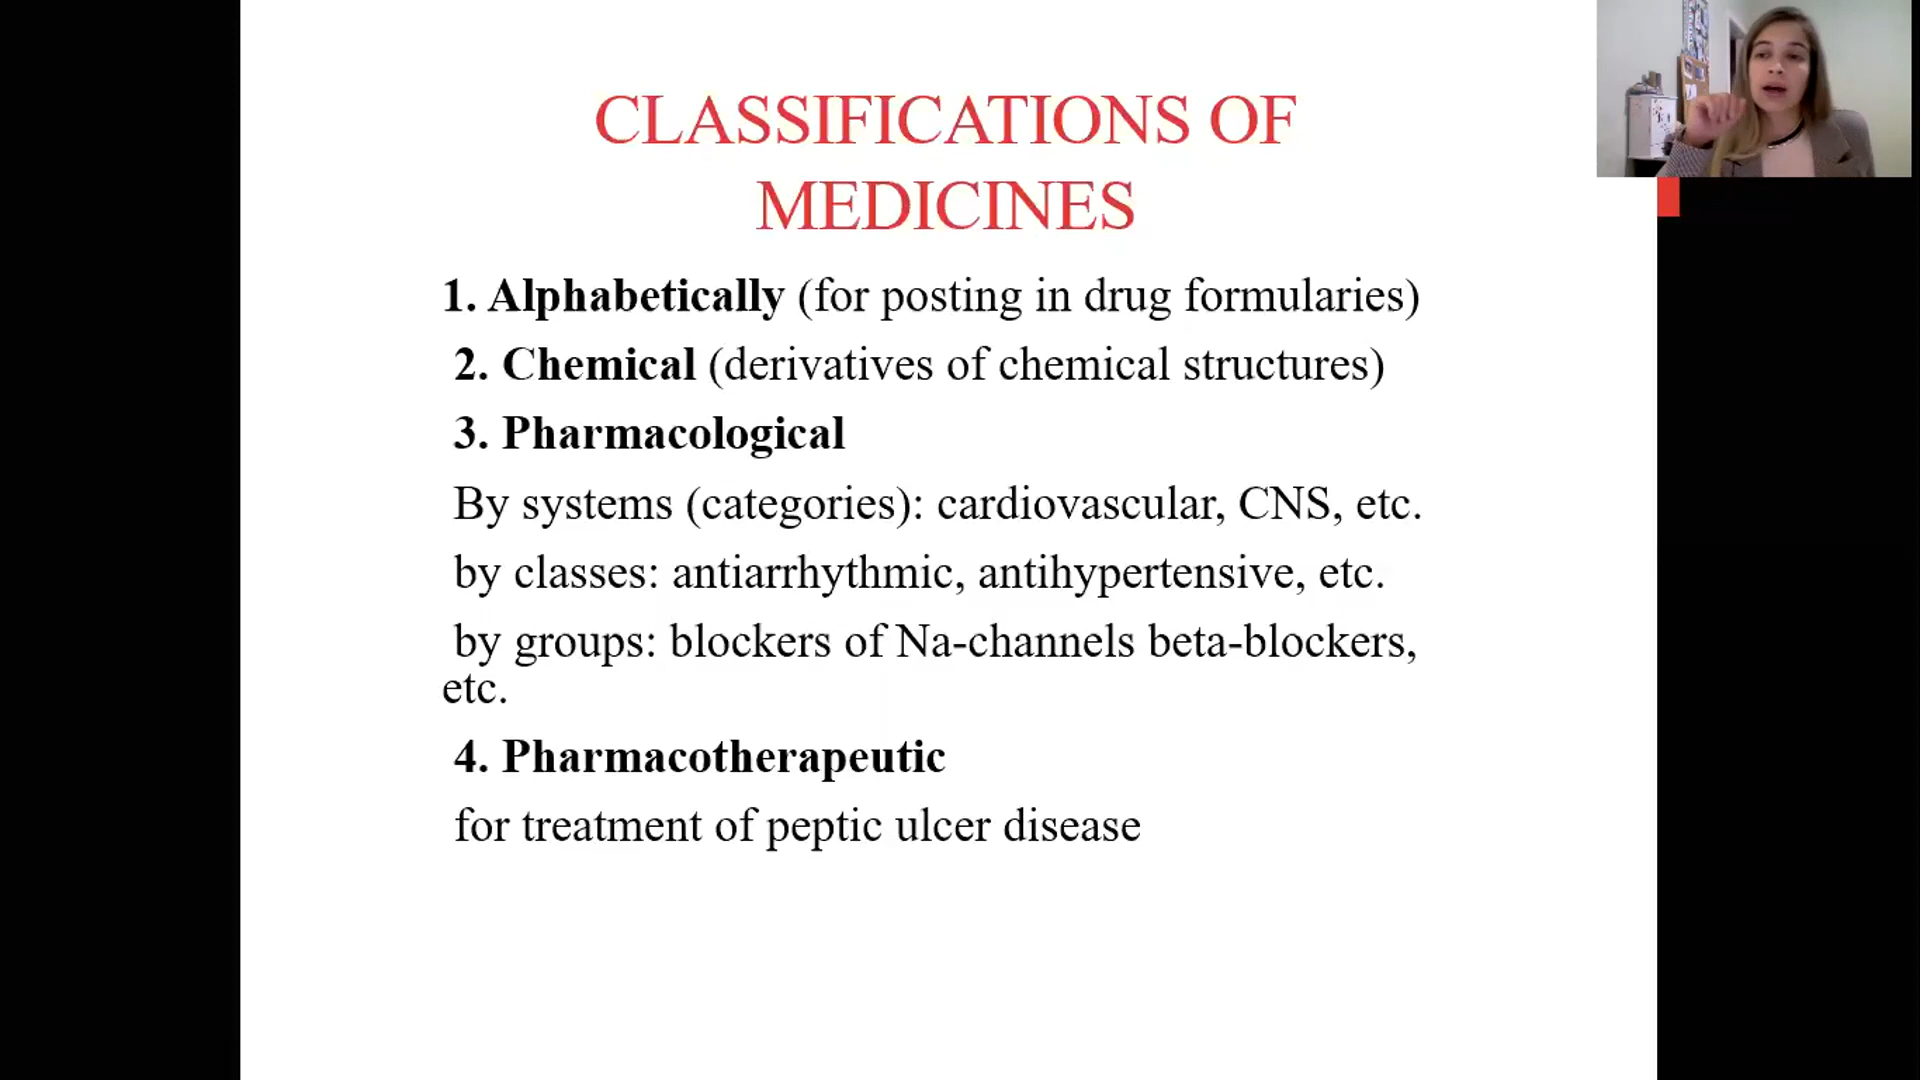 CLASSIFICATIONS OF
MEDICINES
1. Alphabetically (for posting in drug formularies)
2. Chemical (derivatives of chemical structures)
3. Pharmacological
By systems (categories): cardiovascular, CNS, etc.
by classes: antiarrhythmic, antihypertensive, etc.
by groups: blockers of Na-channels beta-blockers,
etc.
4. Pharmacotherapeutic
for treatment of peptic ulcer disease